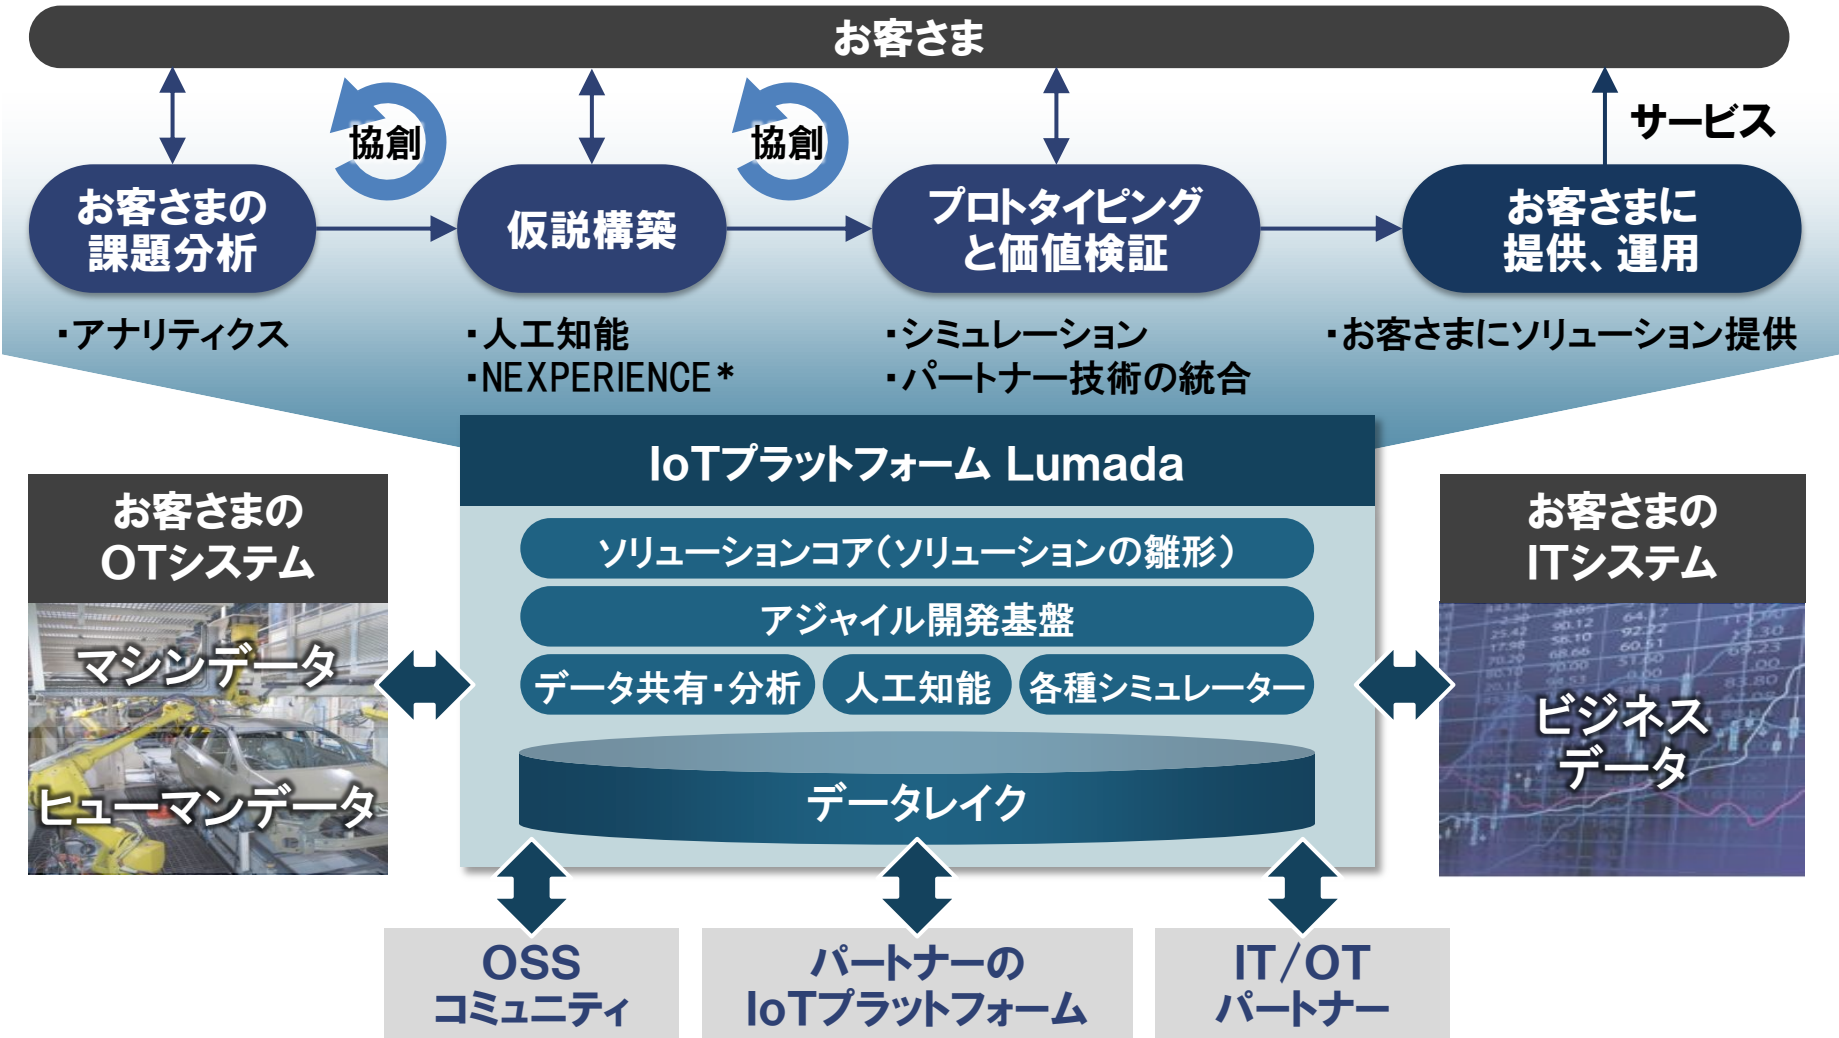 お客さま
協創
協創
サービス
お客さまの
課題分析
仮説構築
プロトタイピング
と価値検証
お客さまに
提供、運用
・アナリティクス
・人工知能
・NEXPERIENCE*
・シミュレーション
・パートナー技術の統合
・お客さまにソリューション提供
IoTプラットフォーム Lumada
ソリューションコア（ソリューションの雛形）
アジャイル開発基盤
データ共有・分析
人工知能
各種シミュレーター
データレイク
お客さまの
OTシステム
マシンデータ
ヒューマンデータ
お客さまの
ITシステム
ビジネス
データ
OSS
コミュニティ
パートナーの
IoTプラットフォーム
IT/OT
パートナー